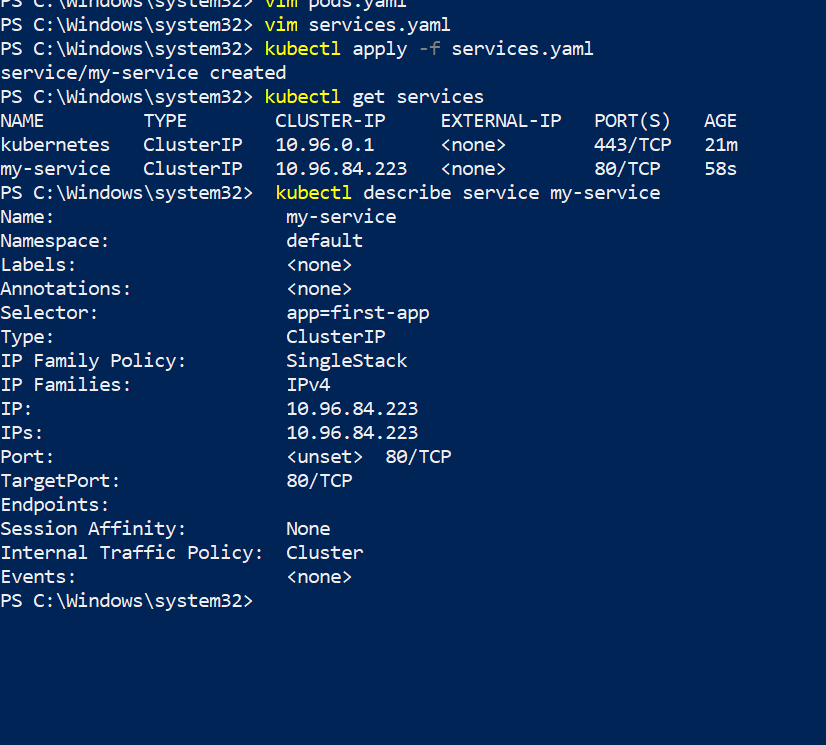 PS C:\Windows\system32> vim pods.yaml
PS C:\Windows\system32> vim services.yaml
PS C:\Windows\system32> kubectl apply -f services.yaml
service/my-service created
PS C:\Windows\system32> kubectl get services
NAME         TYPE        CLUSTER-IP     EXTERNAL-IP   PORT(S)   AGE
kubernetes   ClusterIP   10.96.0.1      <none>        443/TCP   21m
my-service   ClusterIP   10.96.84.223   <none>        80/TCP    58s
PS C:\Windows\system32>  kubectl describe service my-service
Name:                     my-service
Namespace:                default
Labels:                   <none>
Annotations:              <none>
Selector:                 app=first-app
Type:                     ClusterIP
IP Family Policy:         SingleStack
IP Families:              IPv4
IP:                       10.96.84.223
IPs:                      10.96.84.223
Port:                     <unset>  80/TCP
TargetPort:               80/TCP
Endpoints:
Session Affinity:         None
Internal Traffic Policy:  Cluster
Events:                   <none>
PS C:\Windows\system32>